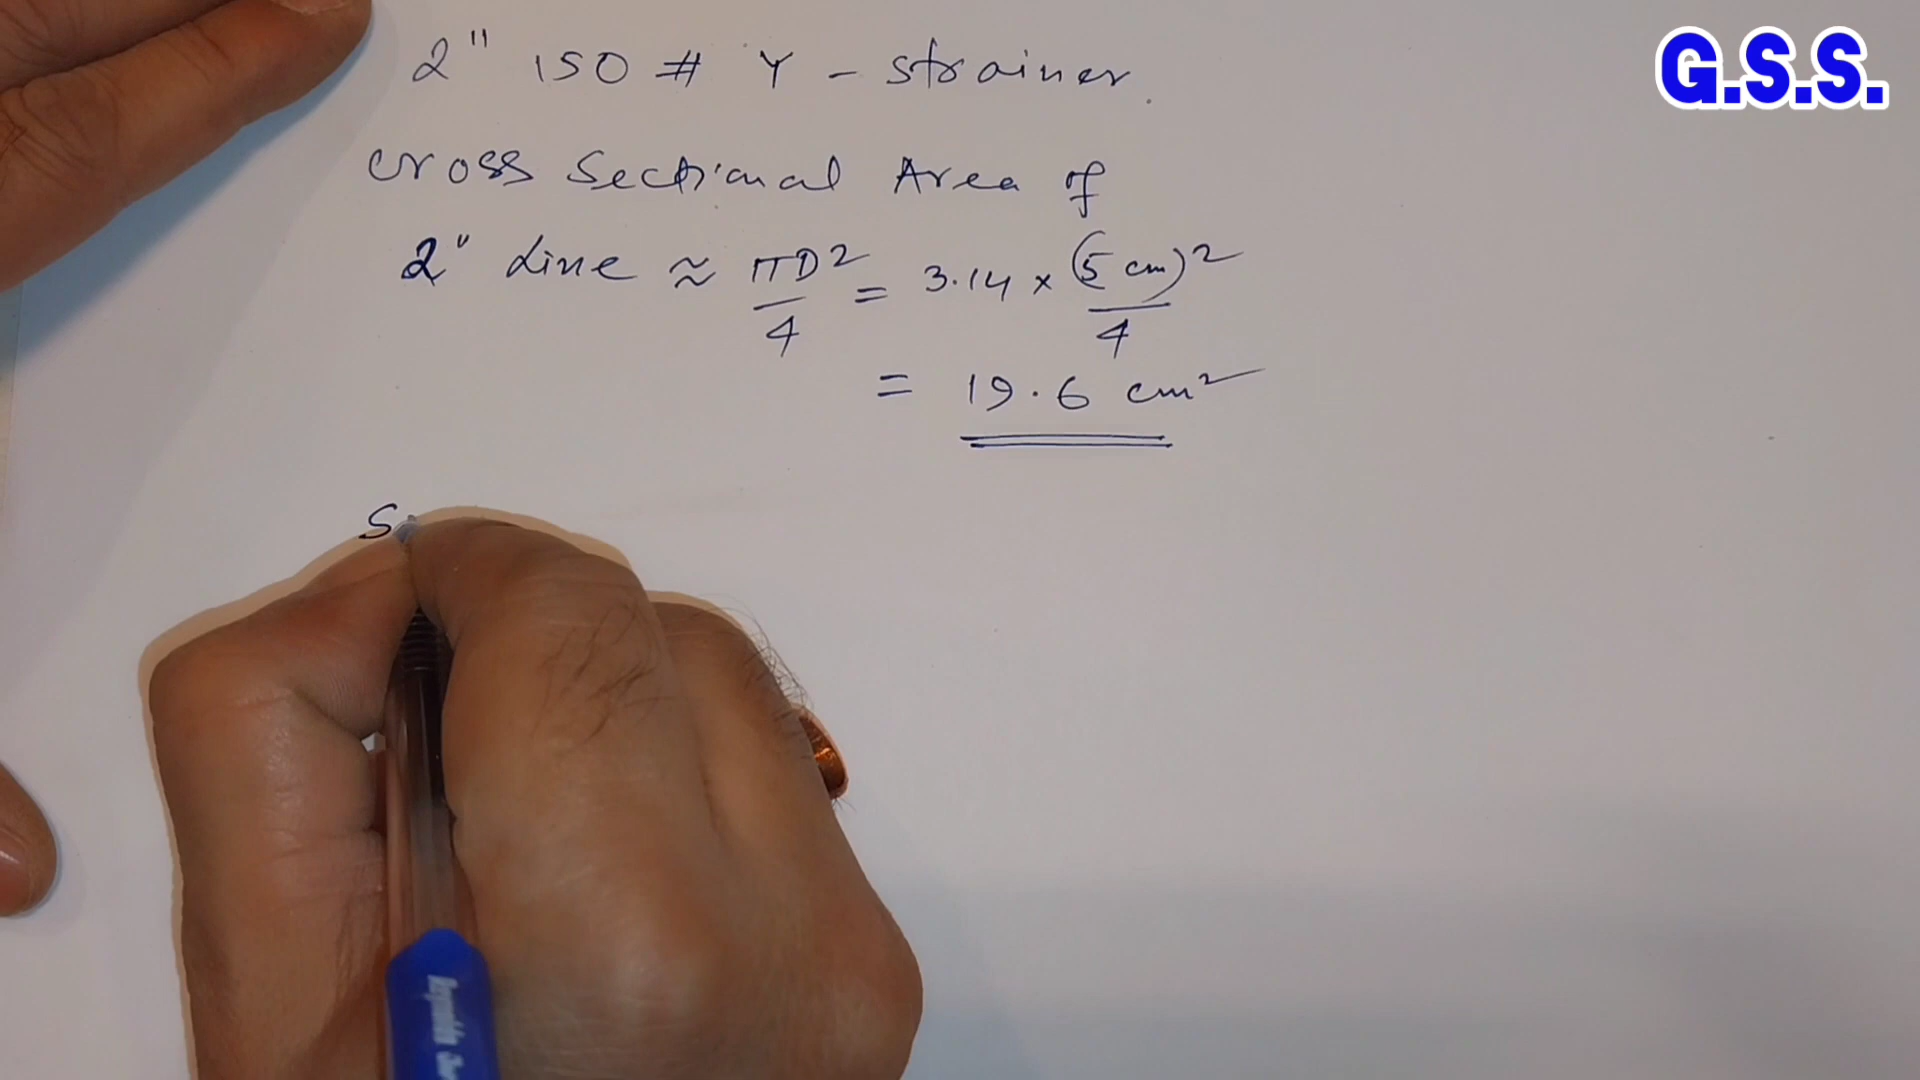 G.S.S.
2" 150 # Y - strainer.
cross Sectional Area of
2" Line ≈ πD²/4 = 3.14 × (5 cm)²/4
= 19.6 cm²
S